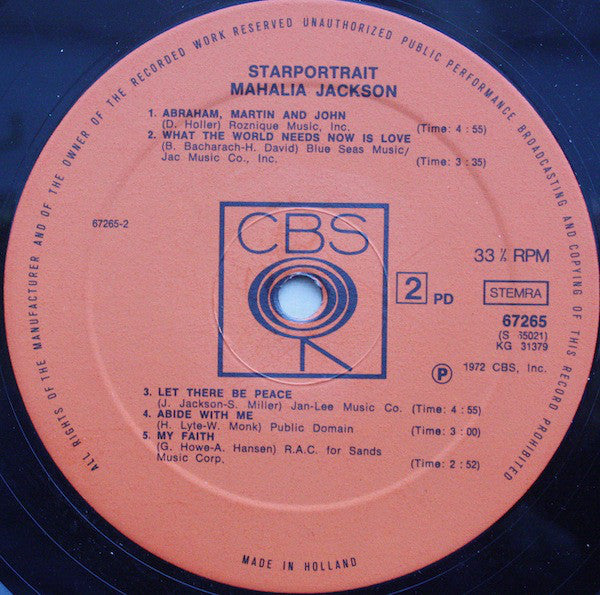 ALL RIGHTS OF THE MANUFACTURER AND OF THE OWNER OF THE RECORDED WORK RESERVED UNAUTHORIZED PUBLIC PERFORMANCE BROADCASTING AND COPYING OF THIS RECORD PROHIBITED
STARPORTRAIT
MAHALIA JACKSON
1. ABRAHAM, MARTIN AND JOHN
(D. Holler) Roznique Music, Inc. (Time: 4 : 55)
2. WHAT THE WORLD NEEDS NOW IS LOVE
(B. Bacharach-H. David) Blue Seas Music/
Jac Music Co., Inc. (Time: 3 : 35)
67265-2
CBS
33 ⅓ RPM
2 PD
STEMRA
67265
(S 65021)
KG 31379
P 1972 CBS, Inc.
3. LET THERE BE PEACE
(J. Jackson-S. Miller) Jan-Lee Music Co. (Time: 4 : 55)
4. ABIDE WITH ME
(H. Lyte-W. Monk) Public Domain (Time: 3 : 00)
5. MY FAITH
(G. Howe-A. Hansen) R.A.C. for Sands
Music Corp. (Time: 2 : 52)
MADE IN HOLLAND